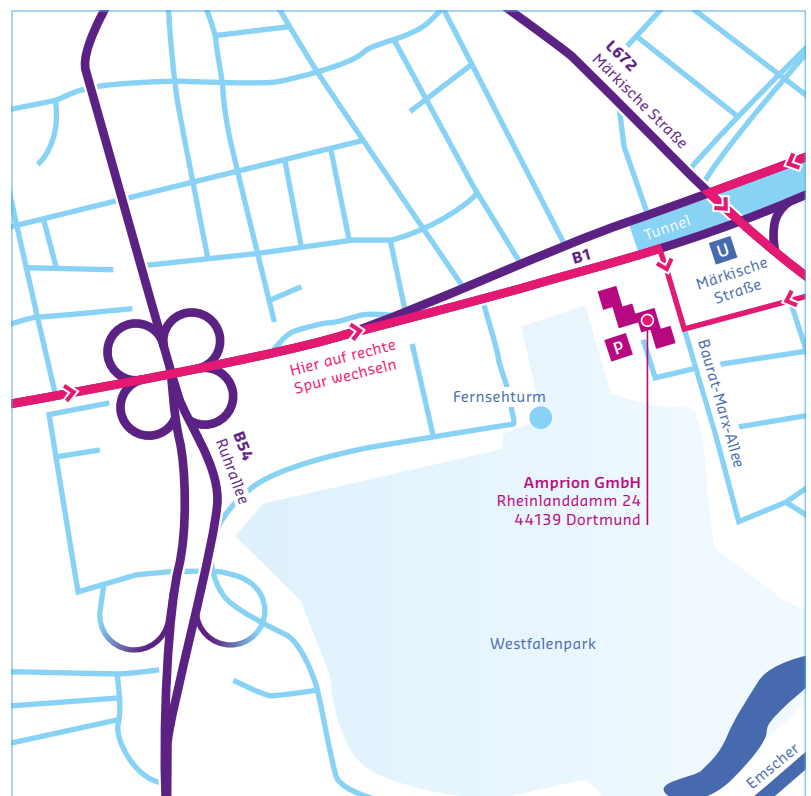 L672
Märkische Straße
Tunnel
B1
U
Märkische
Straße
Hier auf rechte
Spur wechseln
P
Baurat-Marx-Allee
Fernsehturm
B54
Ruhrallee
Amprion GmbH
Rheinlanddamm 24
44139 Dortmund
Westfalenpark
Emscher